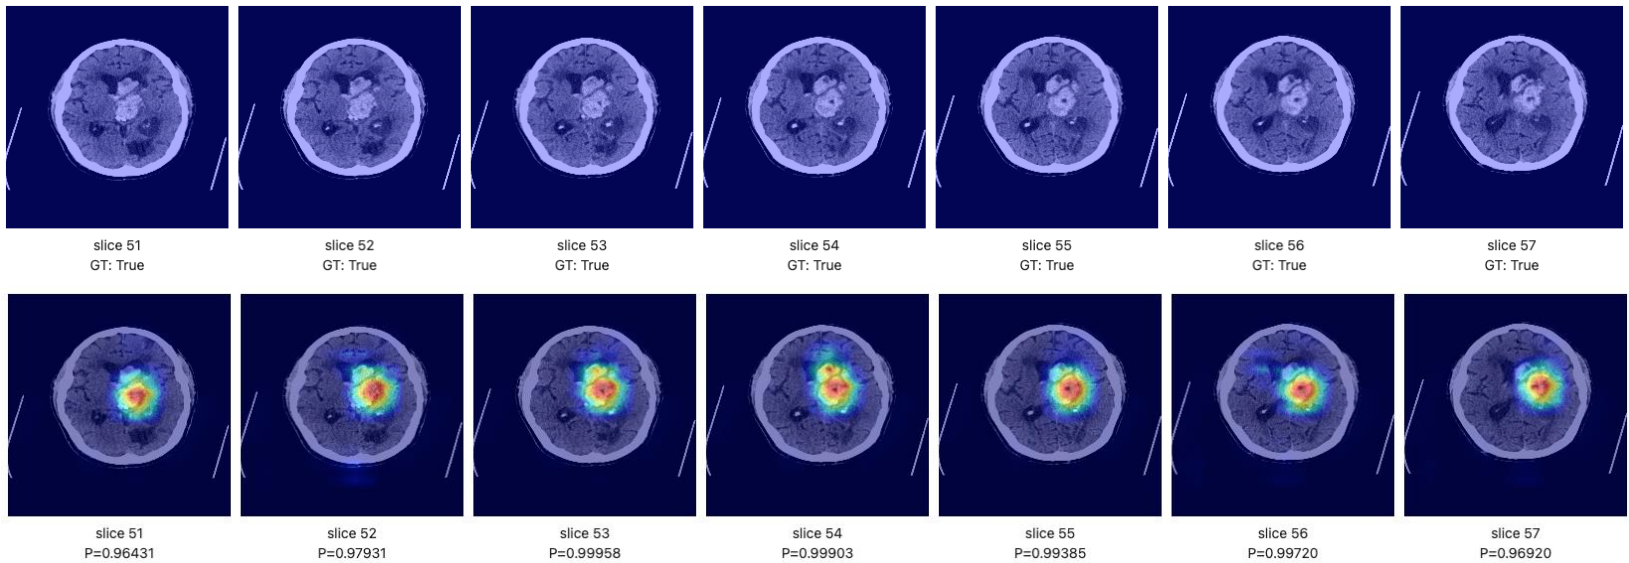 slice 51 slice 52 slice 53 slice 54 slice 55 slice 56 slice 57
GT: True GT: True GT: True GT: True GT: True GT: True GT: True
slice 51 slice 52 slice 53 slice 54 slice 55 slice 56 slice 57
P=0.96431 P=0.97931 P=0.99958 P=0.99903 P=0.99385 P=0.99720 P=0.96920